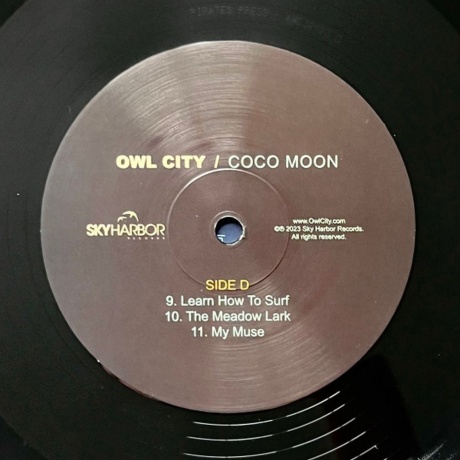 OWL CITY / COCO MOON
SKYHARBOR
RECORDS
www.OwlCity.com
©℗ 2023 Sky Harbor Records.
All rights reserved.
SIDE D
9. Learn How To Surf
10. The Meadow Lark
11. My Muse